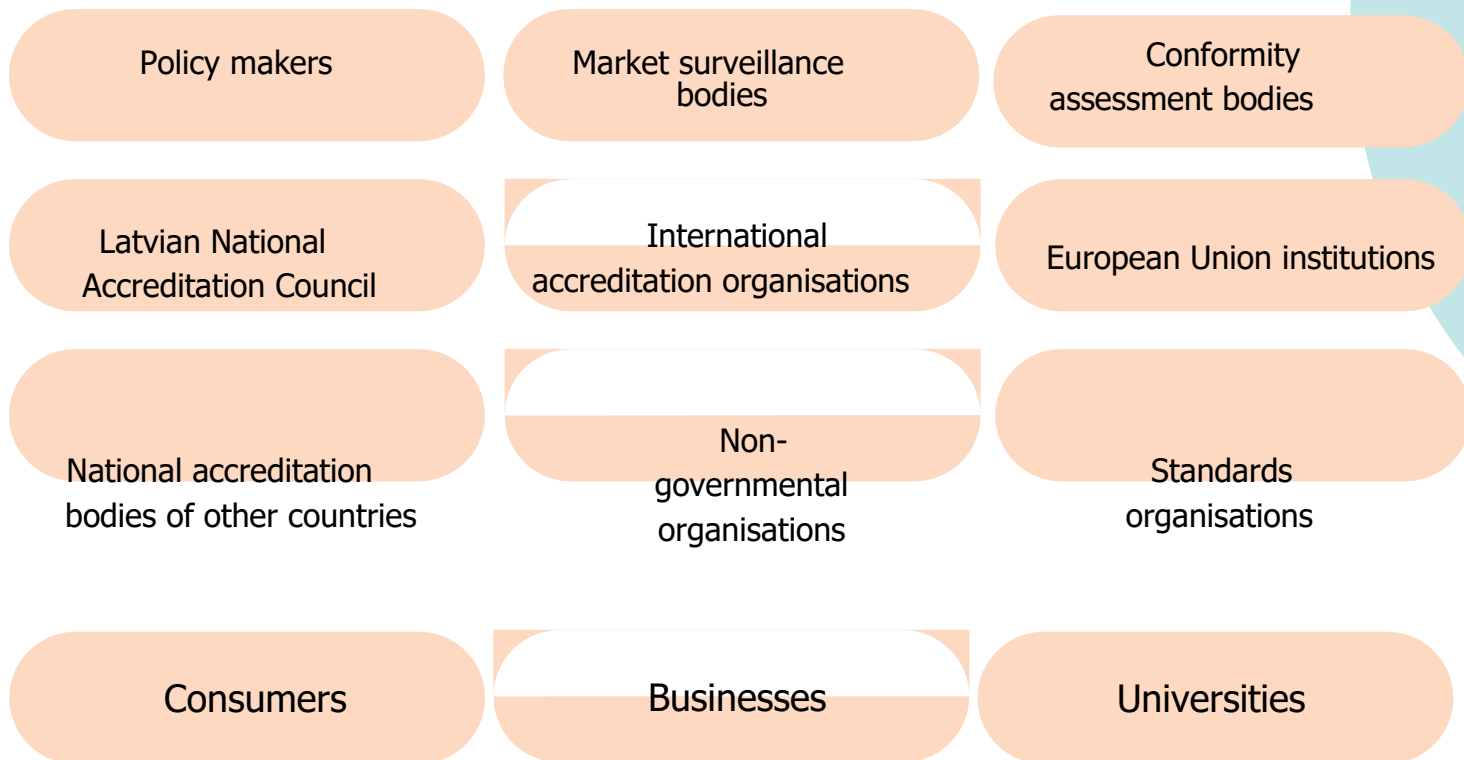 Policy makers
Market surveillance
bodies
Conformity
assessment bodies
Latvian National
Accreditation Council
International
accreditation organisations
European Union institutions
National accreditation
bodies of other countries
Non-
governmental
organisations
Standards
organisations
Consumers
Businesses
Universities